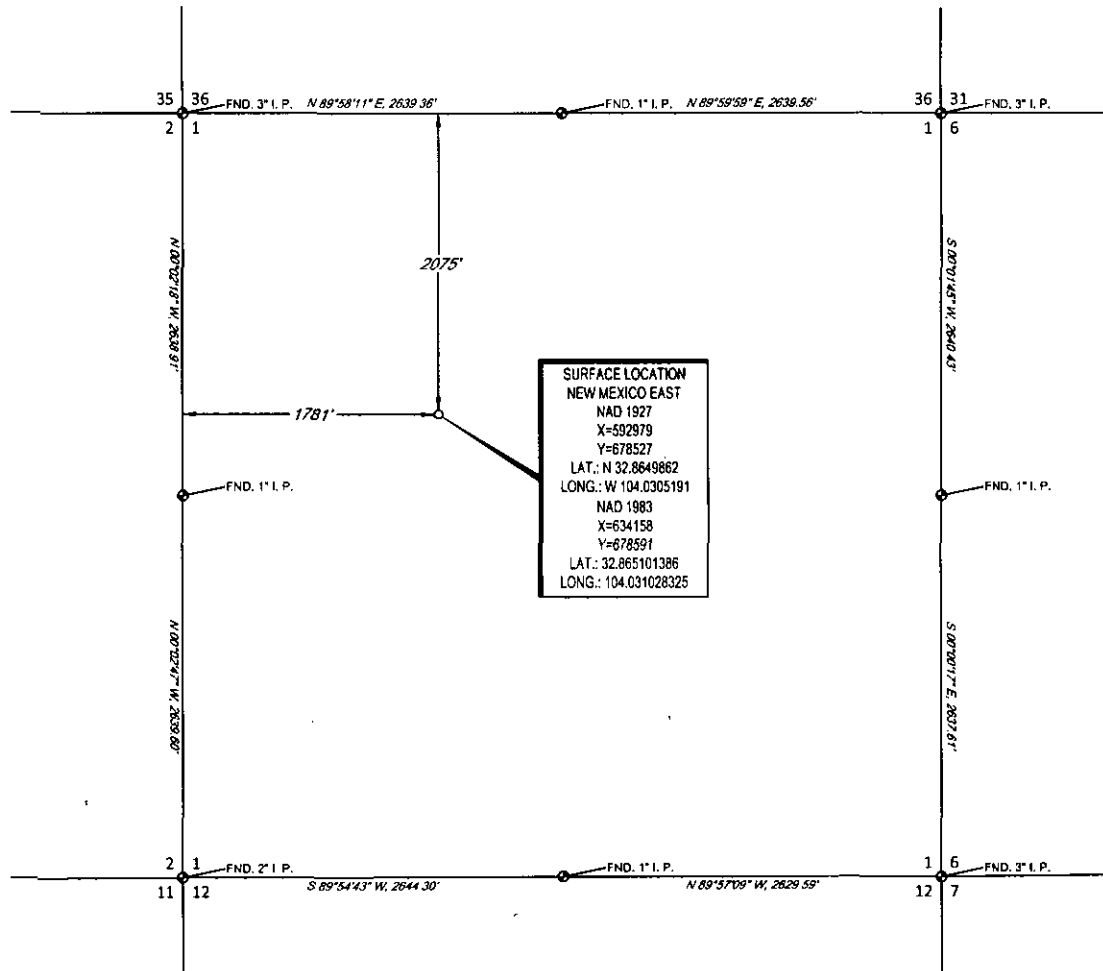 35 36
FND. 3" I. P.
N 89°58'11" E, 2639.36'
FND. 1" I. P.
N 89°59'59" E, 2639.56'
36 31
FND. 3" I. P.
2 1
1 6
N 00°02'18" W, 2638.91'
2075'
S 00°01'45" W, 2640.43'
1781'
SURFACE LOCATION
NEW MEXICO EAST
NAD 1927
X=592979
Y=678527
LAT.: N 32.8649862
LONG.: W 104.0305191
NAD 1983
X=634158
Y=678591
LAT.: 32.865101386
LONG.: 104.031028325
FND. 1" I. P.
FND. 1" I. P.
N 00°02'47" W, 2639.60'
S 00°00'17" E, 2637.61'
2 1
FND. 2" I. P.
S 89°54'43" W, 2644.30'
FND. 1" I. P.
N 89°57'09" W, 2629.59'
1 6
FND. 3" I. P.
11 12
12 7